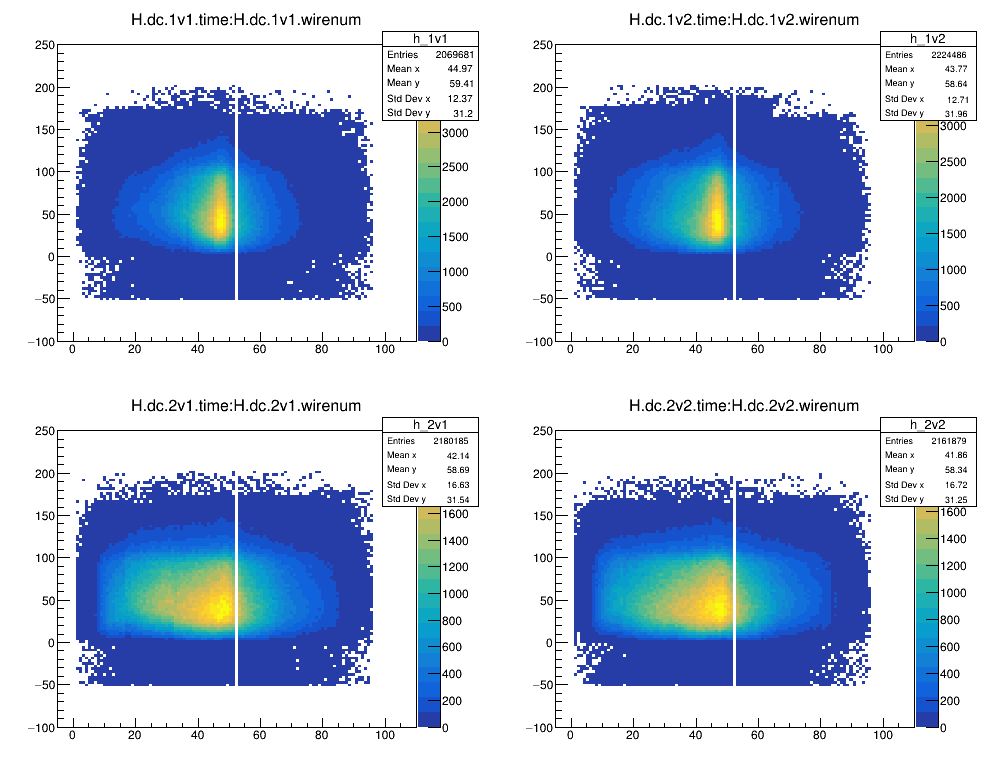 H.dc.1v1.time:H.dc.1v1.wirenum
h_1v1
Entries 2069681
Mean x 44.97
Mean y 59.41
Std Dev x 12.37
Std Dev y 31.2
250
200
150
100
50
0
−50
−100
0 20 40 60 80 100
3000
2500
2000
1500
1000
500
0
H.dc.1v2.time:H.dc.1v2.wirenum
h_1v2
Entries 2224486
Mean x 43.77
Mean y 58.64
Std Dev x 12.71
Std Dev y 31.96
250
200
150
100
50
0
−50
−100
0 20 40 60 80 100
3000
2500
2000
1500
1000
500
0
H.dc.2v1.time:H.dc.2v1.wirenum
h_2v1
Entries 2180185
Mean x 42.14
Mean y 58.69
Std Dev x 16.63
Std Dev y 31.54
250
200
150
100
50
0
−50
−100
0 20 40 60 80 100
1600
1400
1200
1000
800
600
400
200
0
H.dc.2v2.time:H.dc.2v2.wirenum
h_2v2
Entries 2161879
Mean x 41.86
Mean y 58.34
Std Dev x 16.72
Std Dev y 31.25
250
200
150
100
50
0
−50
−100
0 20 40 60 80 100
1600
1400
1200
1000
800
600
400
200
0